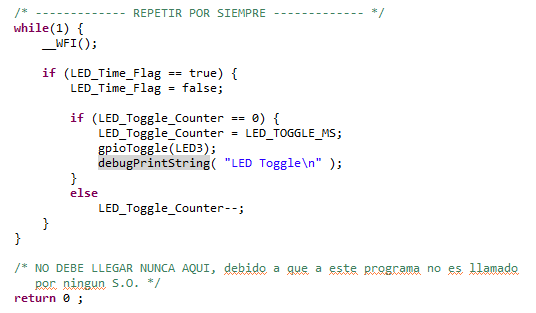 /* ------------- REPETIR POR SIEMPRE ------------- */
while(1) {
    __WFI();

    if (LED_Time_Flag == true) {
        LED_Time_Flag = false;

        if (LED_Toggle_Counter == 0) {
            LED_Toggle_Counter = LED_TOGGLE_MS;
            gpioToggle(LED3);
            debugPrintString( "LED Toggle\n" );
        }
        else
            LED_Toggle_Counter--;
    }
}

/* NO DEBE LLEGAR NUNCA AQUI, debido a que a este programa no es llamado
   por ningun S.O. */
return 0 ;